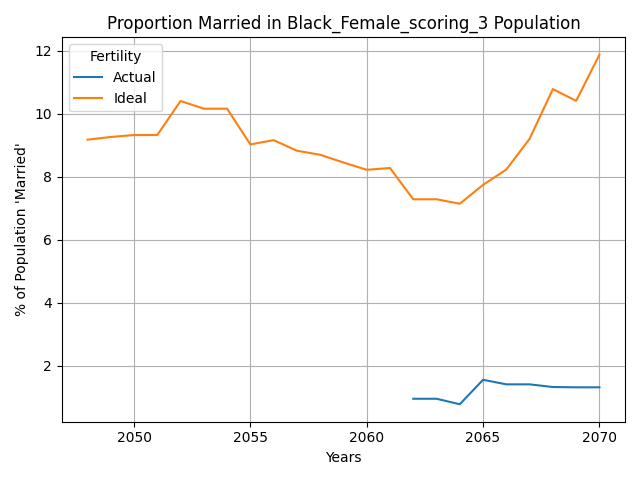 Proportion Married in Black_Female_scoring_3 Population
Fertility
Actual
Ideal
% of Population 'Married'
12
10
8
6
4
2
2050
2055
2060
2065
2070
Years